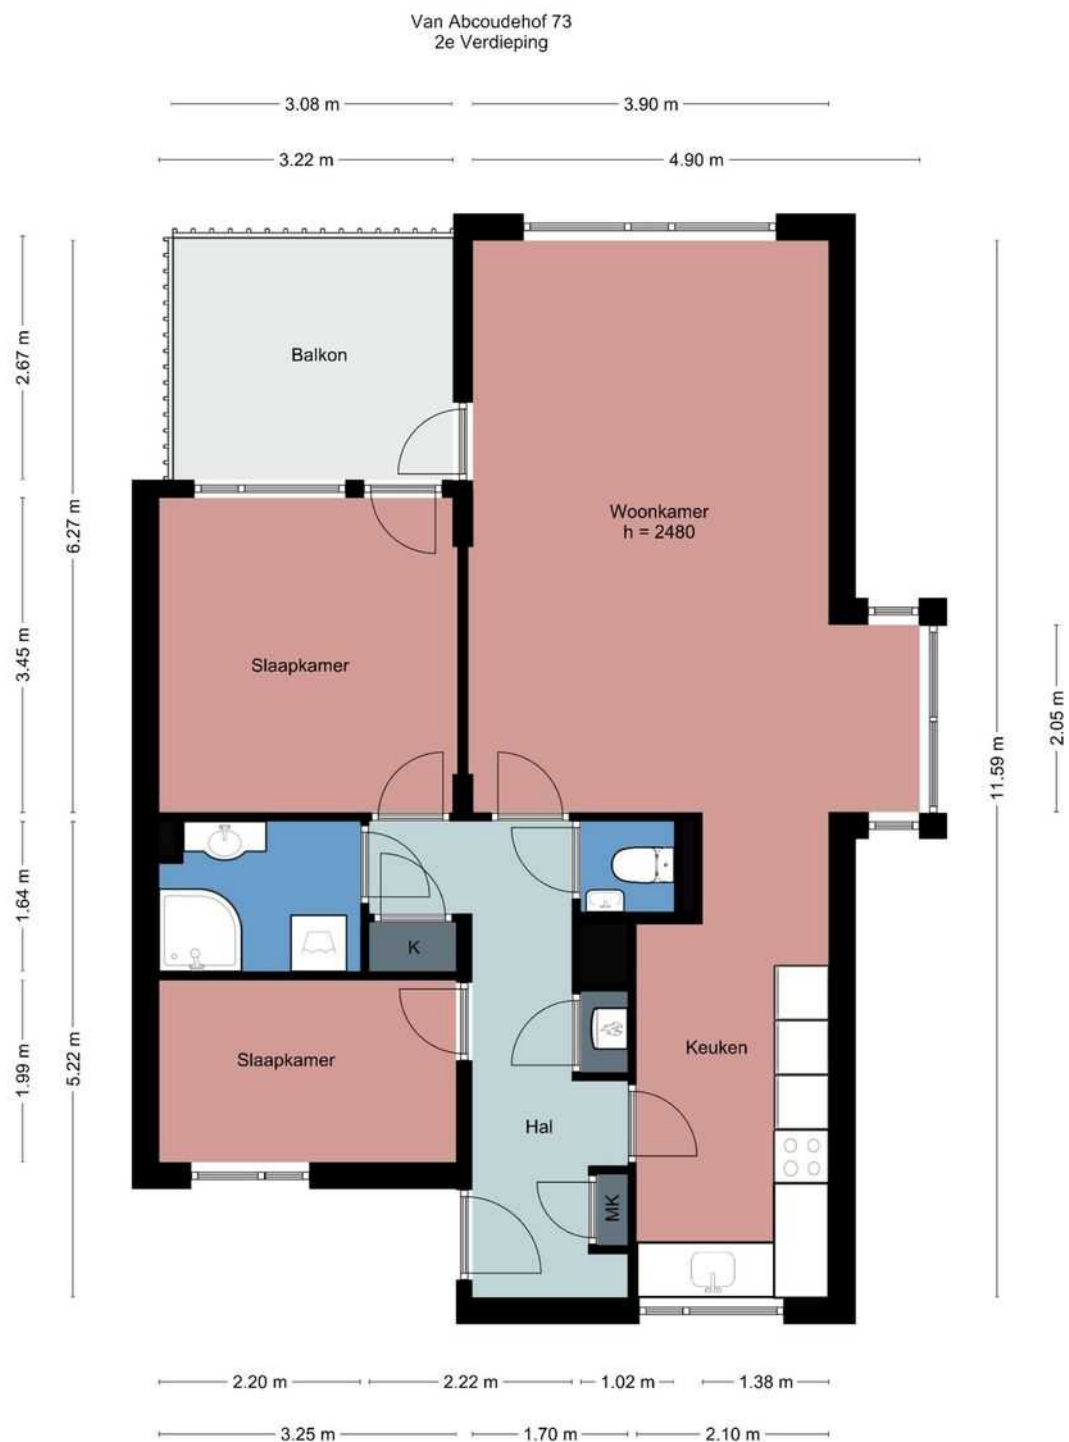 Van Abcoudehof 73
2e Verdieping
3.08 m
3.90 m
3.22 m
4.90 m
Balkon
2.67 m
6.27 m
Woonkamer
h = 2480
Slaapkamer
3.45 m
2.05 m
11.59 m
1.64 m
K
Slaapkamer
Keuken
1.99 m
5.22 m
Hal
MK
2.20 m
2.22 m
1.02 m
1.38 m
3.25 m
1.70 m
2.10 m